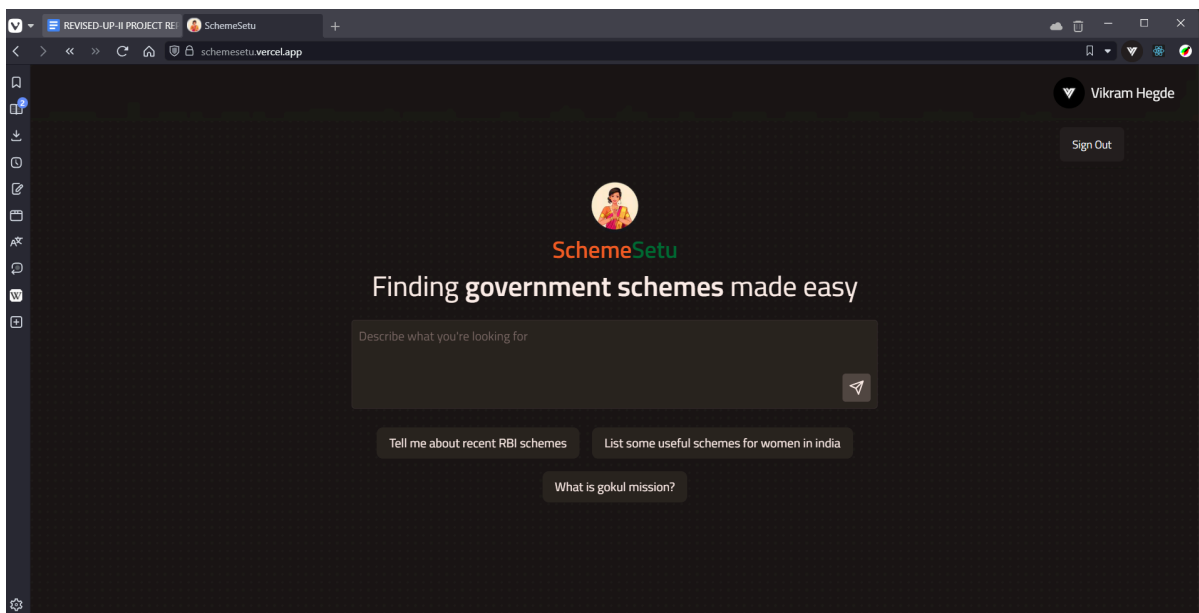 REVISED-UP-II PROJECT REI
SchemeSetu
schemesetu.vercel.app
2
Vikram Hegde
Sign Out
SchemeSetu
Finding government schemes made easy
Describe what you're looking for
Tell me about recent RBI schemes
List some useful schemes for women in india
What is gokul mission?
W